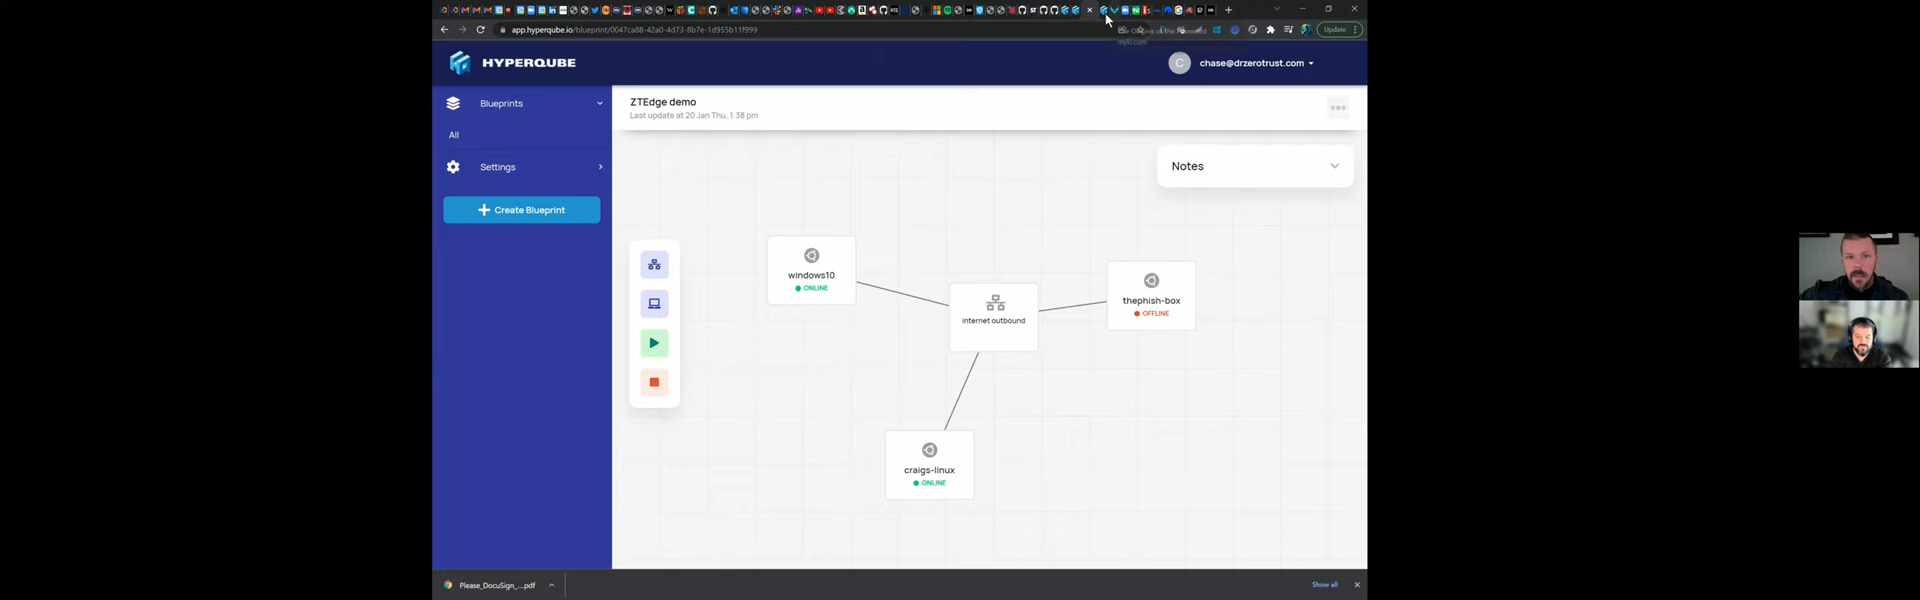 app.hyperqube.io/blueprint/0047ca88-42a0-4d73-8b7e-1d955b11f999
myki.com
Update
HYPERQUBE
C
chase@drzerotrust.com
Blueprints
All
Settings
Create Blueprint
ZTEdge demo
Last update at 20 Jan Thu, 1:38 pm
Notes
windows10
ONLINE
internet outbound
thephish-box
OFFLINE
craigs-linux
ONLINE
Please_DocuSign_....pdf
Show all